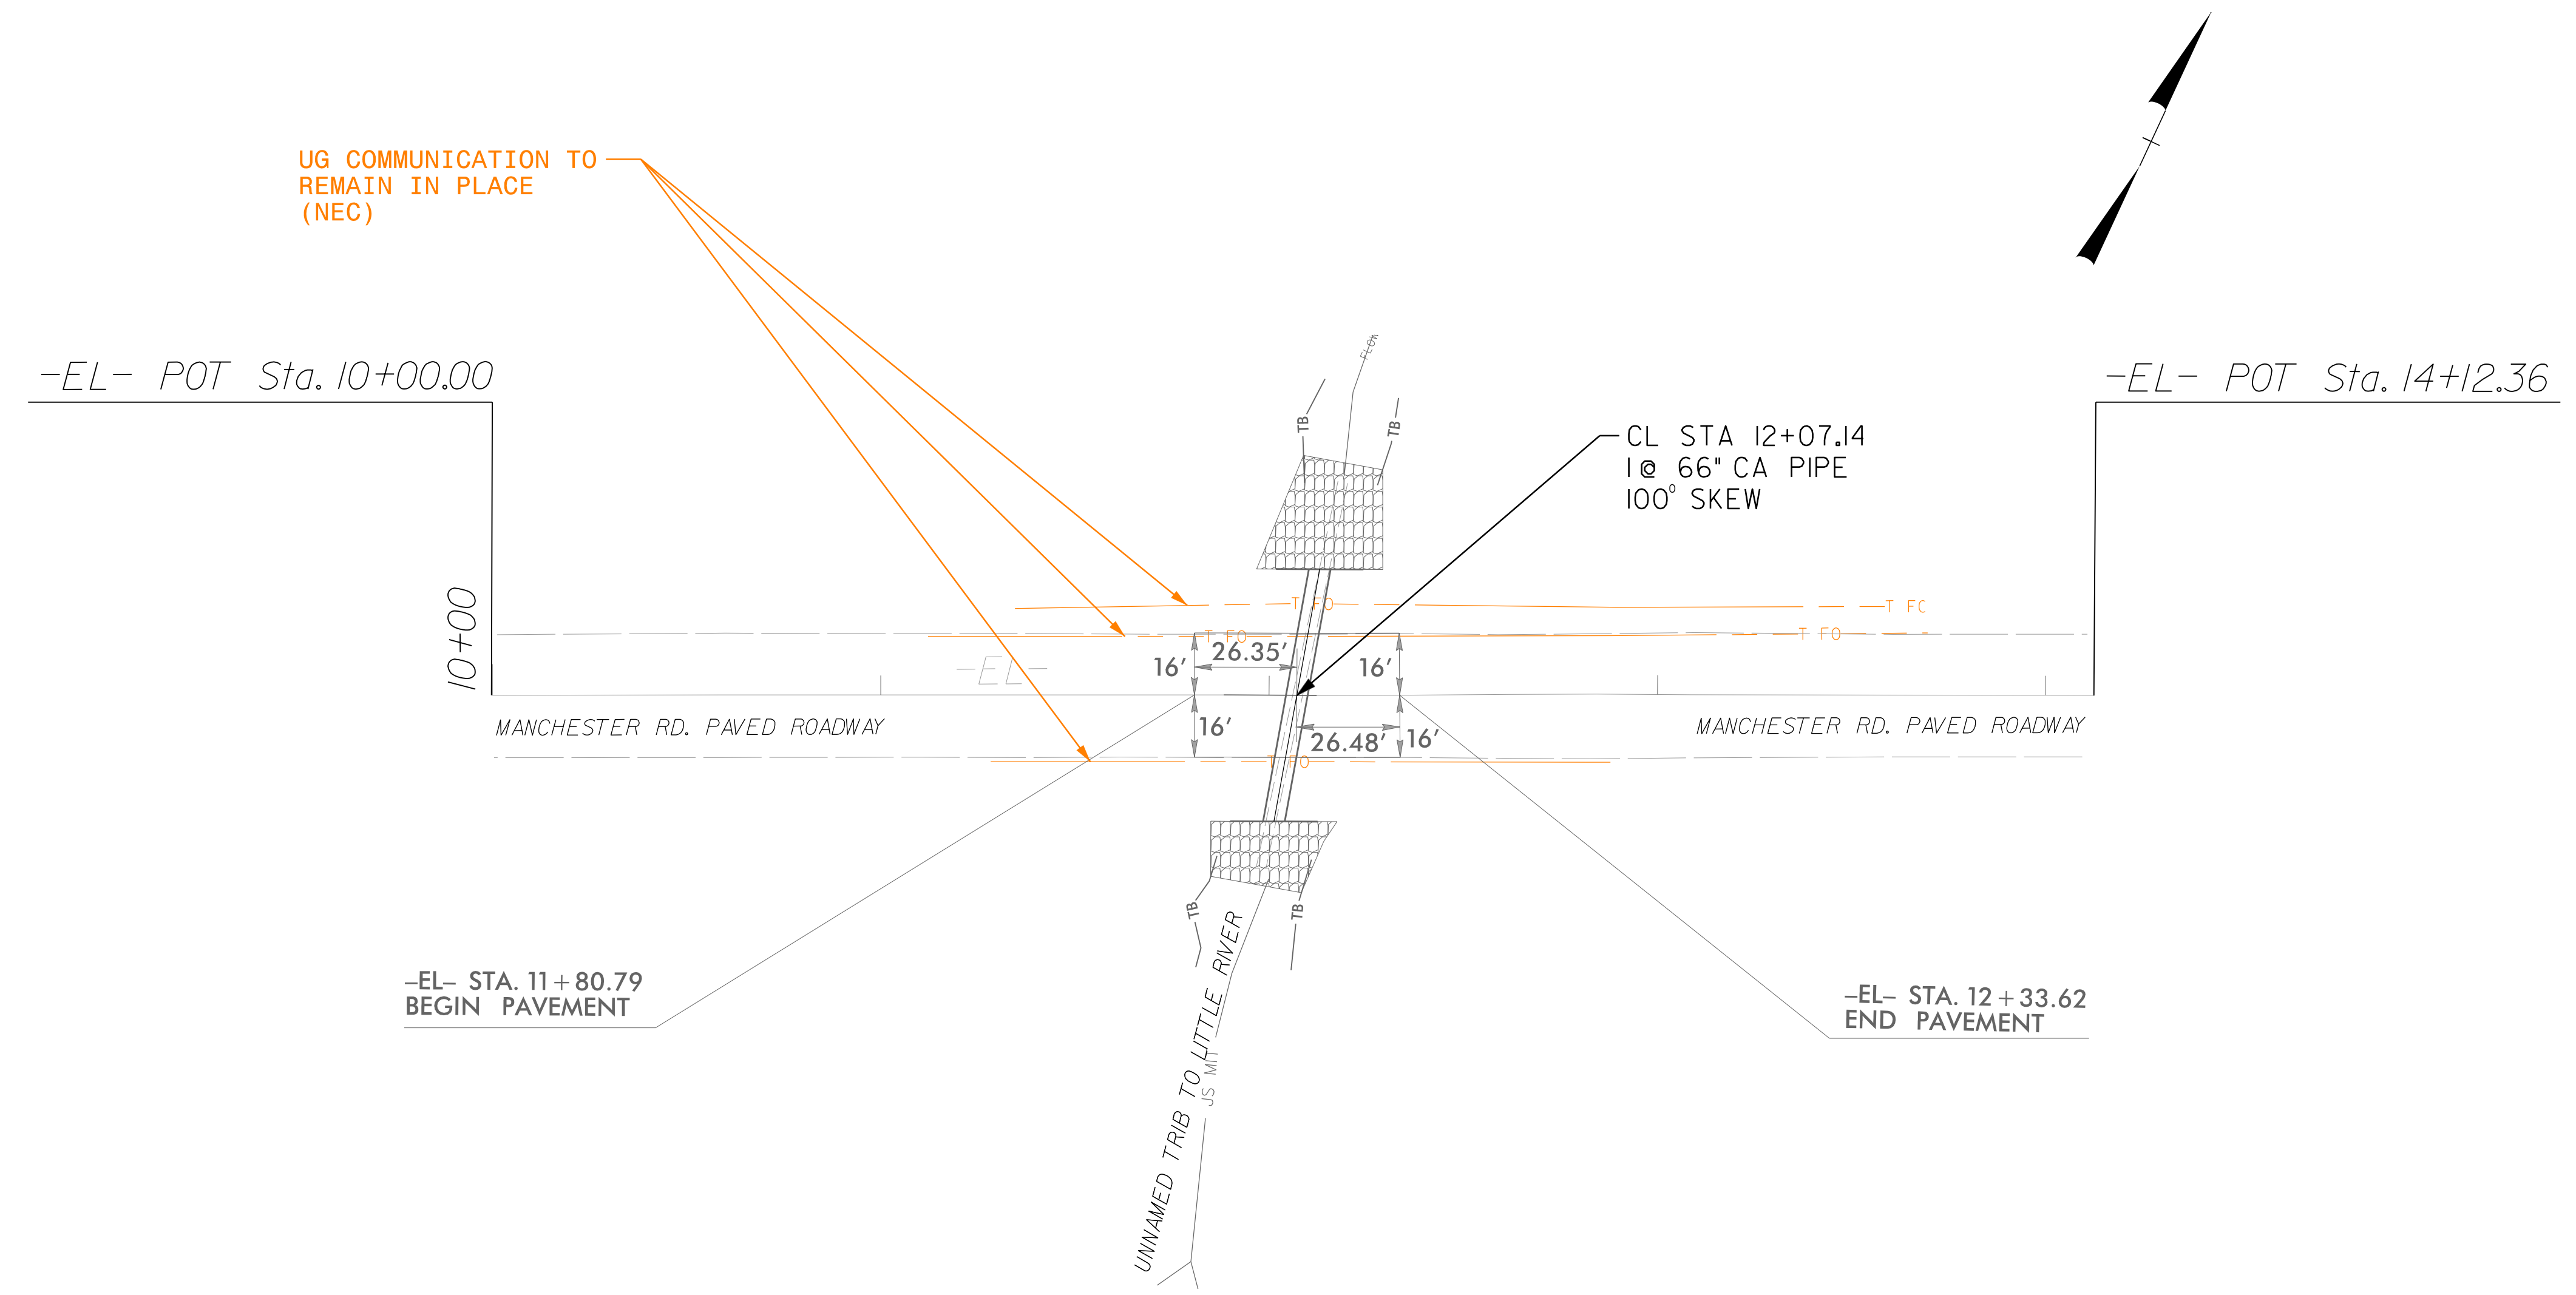 UG COMMUNICATION TO
REMAIN IN PLACE
(NEC)
-EL- POT Sta. 10+00.00
-EL- POT Sta. 14+12.36
FLOW
TB
TB
CL STA 12+07.14
1@ 66" CA PIPE
100° SKEW
10+00
T FO
T FC
T FO
T FO
-EL-
16'
26.35'
16'
MANCHESTER RD. PAVED ROADWAY
16'
26.48'
16'
MANCHESTER RD. PAVED ROADWAY
T FO
TB
TB
UNNAMED TRIB TO LITTLE RIVER
-EL- STA. 11+80.79
BEGIN PAVEMENT
-EL- STA. 12+33.62
END PAVEMENT